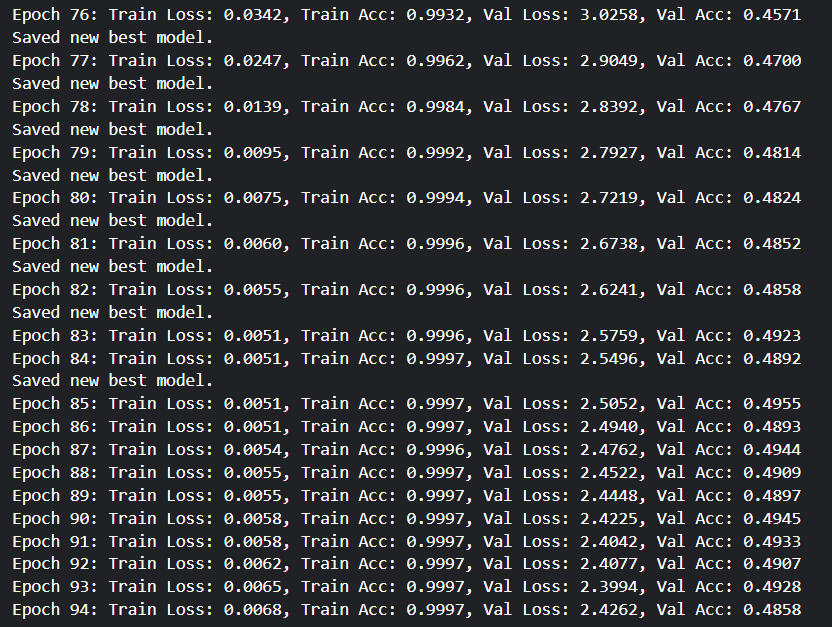 Epoch 76: Train Loss: 0.0342, Train Acc: 0.9932, Val Loss: 3.0258, Val Acc: 0.4571
Saved new best model.
Epoch 77: Train Loss: 0.0247, Train Acc: 0.9962, Val Loss: 2.9049, Val Acc: 0.4700
Saved new best model.
Epoch 78: Train Loss: 0.0139, Train Acc: 0.9984, Val Loss: 2.8392, Val Acc: 0.4767
Saved new best model.
Epoch 79: Train Loss: 0.0095, Train Acc: 0.9992, Val Loss: 2.7927, Val Acc: 0.4814
Saved new best model.
Epoch 80: Train Loss: 0.0075, Train Acc: 0.9994, Val Loss: 2.7219, Val Acc: 0.4824
Saved new best model.
Epoch 81: Train Loss: 0.0060, Train Acc: 0.9996, Val Loss: 2.6738, Val Acc: 0.4852
Saved new best model.
Epoch 82: Train Loss: 0.0055, Train Acc: 0.9996, Val Loss: 2.6241, Val Acc: 0.4858
Saved new best model.
Epoch 83: Train Loss: 0.0051, Train Acc: 0.9996, Val Loss: 2.5759, Val Acc: 0.4923
Epoch 84: Train Loss: 0.0051, Train Acc: 0.9997, Val Loss: 2.5496, Val Acc: 0.4892
Saved new best model.
Epoch 85: Train Loss: 0.0051, Train Acc: 0.9997, Val Loss: 2.5052, Val Acc: 0.4955
Epoch 86: Train Loss: 0.0051, Train Acc: 0.9997, Val Loss: 2.4940, Val Acc: 0.4893
Epoch 87: Train Loss: 0.0054, Train Acc: 0.9996, Val Loss: 2.4762, Val Acc: 0.4944
Epoch 88: Train Loss: 0.0055, Train Acc: 0.9997, Val Loss: 2.4522, Val Acc: 0.4909
Epoch 89: Train Loss: 0.0055, Train Acc: 0.9997, Val Loss: 2.4448, Val Acc: 0.4897
Epoch 90: Train Loss: 0.0058, Train Acc: 0.9997, Val Loss: 2.4225, Val Acc: 0.4945
Epoch 91: Train Loss: 0.0058, Train Acc: 0.9997, Val Loss: 2.4042, Val Acc: 0.4933
Epoch 92: Train Loss: 0.0062, Train Acc: 0.9997, Val Loss: 2.4077, Val Acc: 0.4907
Epoch 93: Train Loss: 0.0065, Train Acc: 0.9997, Val Loss: 2.3994, Val Acc: 0.4928
Epoch 94: Train Loss: 0.0068, Train Acc: 0.9997, Val Loss: 2.4262, Val Acc: 0.4858